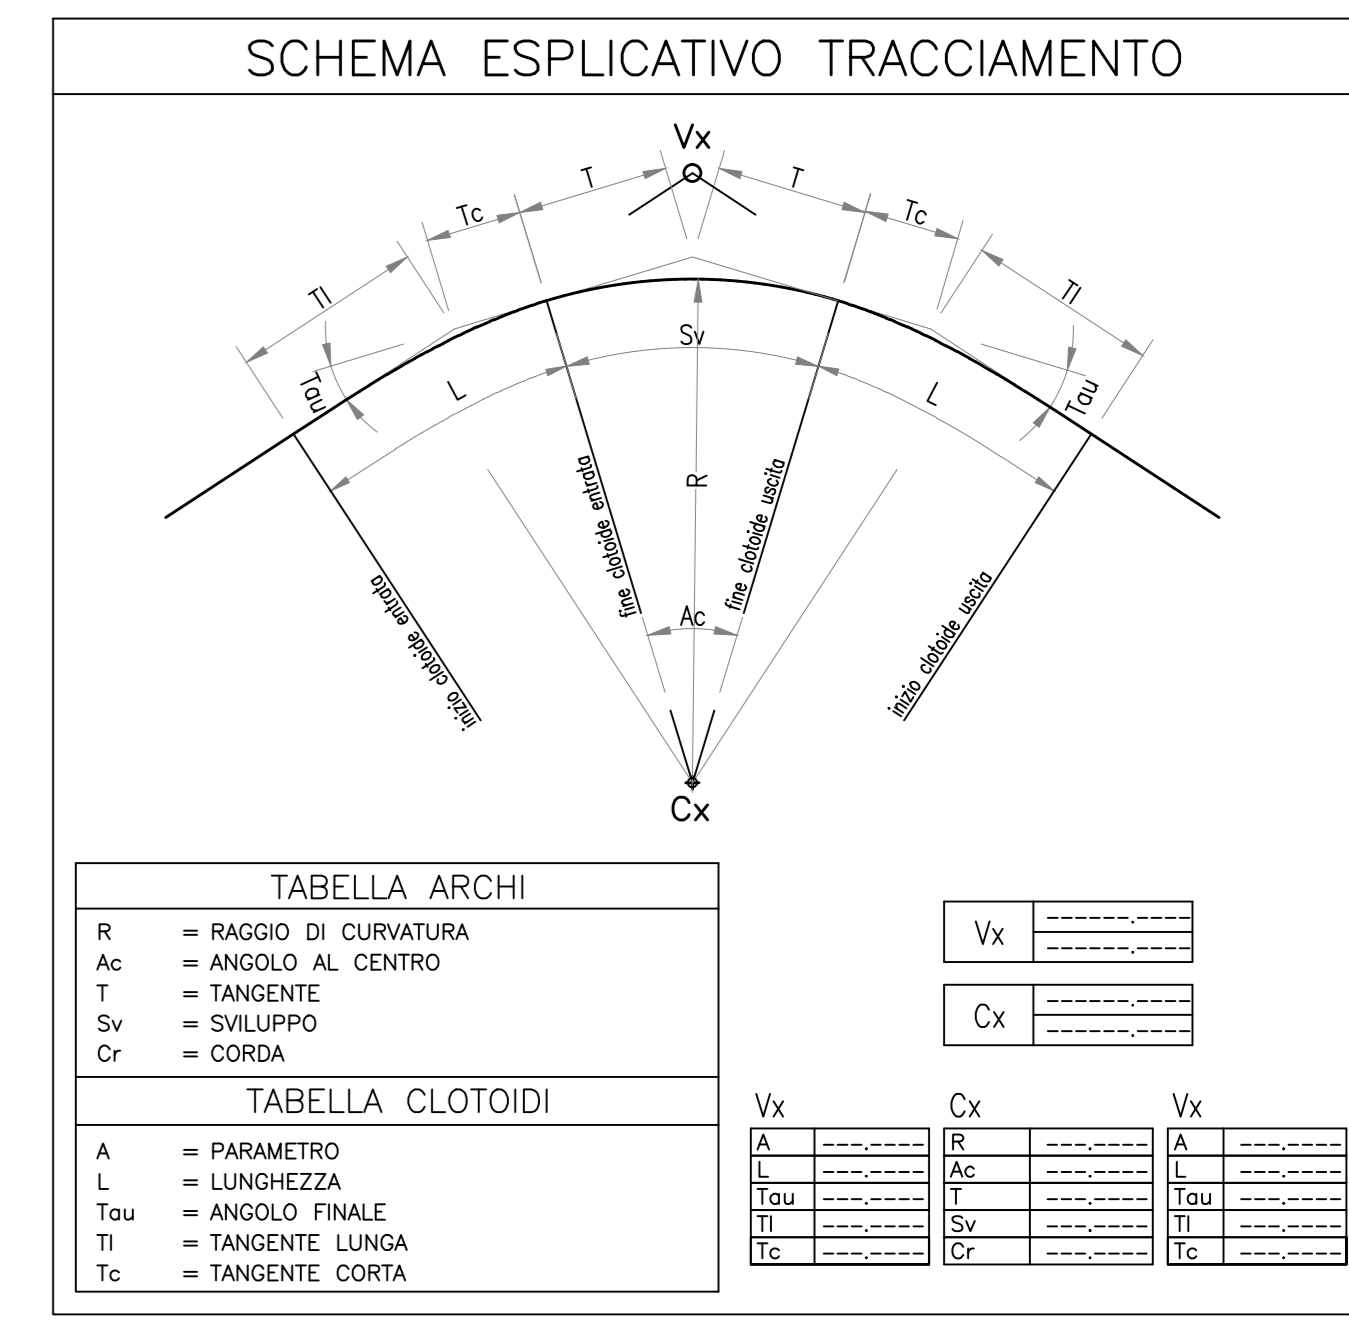 SCHEMA ESPLICATIVO TRACCIAMENTO
Vx
T
T
Tc
Tc
Tl
Tl
Sv
Tau
Tau
L
L
R
fine clotoide entrata
fine clotoide uscita
inizio clotoide entrata
inizio clotoide uscita
Ac
Cx
TABELLA ARCHI
R = RAGGIO DI CURVATURA
Ac = ANGOLO AL CENTRO
T = TANGENTE
Sv = SVILUPPO
Cr = CORDA
TABELLA CLOTOIDI
A = PARAMETRO
L = LUNGHEZZA
Tau = ANGOLO FINALE
Tl = TANGENTE LUNGA
Tc = TANGENTE CORTA
Vx ------.----
------.----
Cx ------.----
------.----
Vx
A ---.----
L ---.----
Tau ---.----
Tl ---.----
Tc ---.----
Cx
R ---.----
Ac ---.----
T ---.----
Sv ---.----
Cr ---.----
Vx
A ---.----
L ---.----
Tau ---.----
Tl ---.----
Tc ---.----